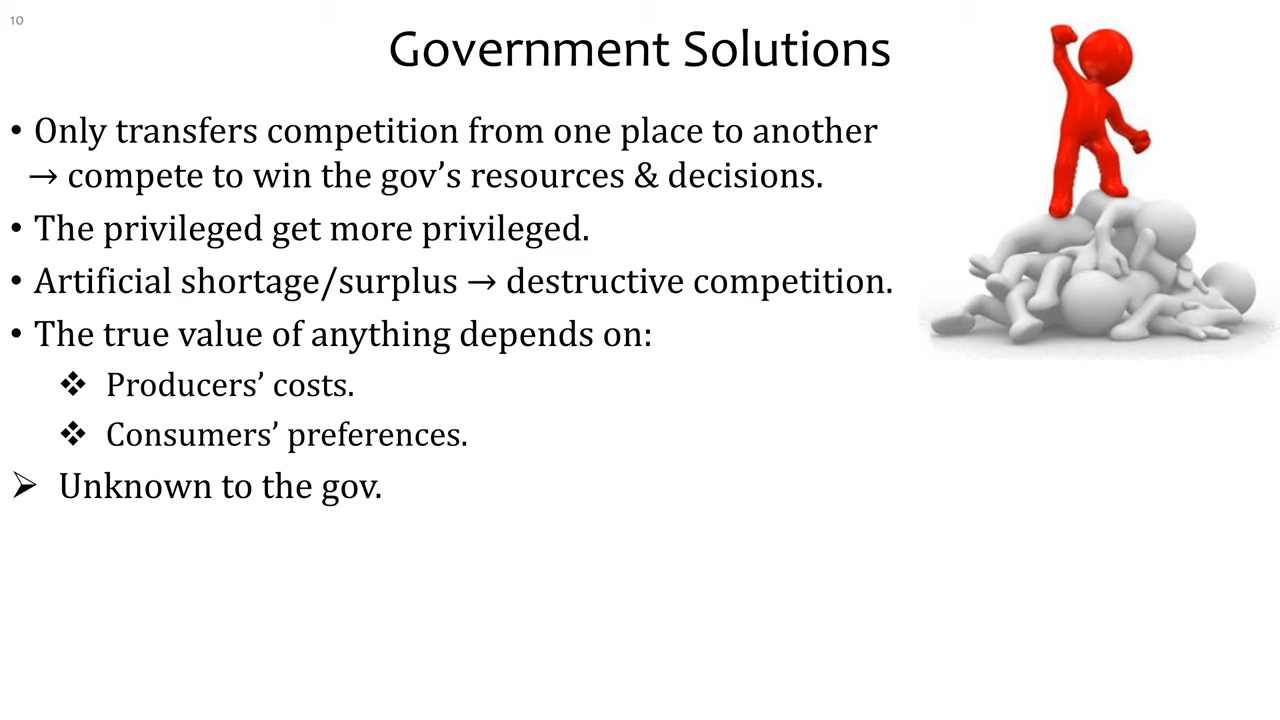 10
Government Solutions
• Only transfers competition from one place to another
→ compete to win the gov’s resources & decisions.
• The privileged get more privileged.
• Artificial shortage/surplus → destructive competition.
• The true value of anything depends on:
❖ Producers’ costs.
❖ Consumers’ preferences.
➢ Unknown to the gov.